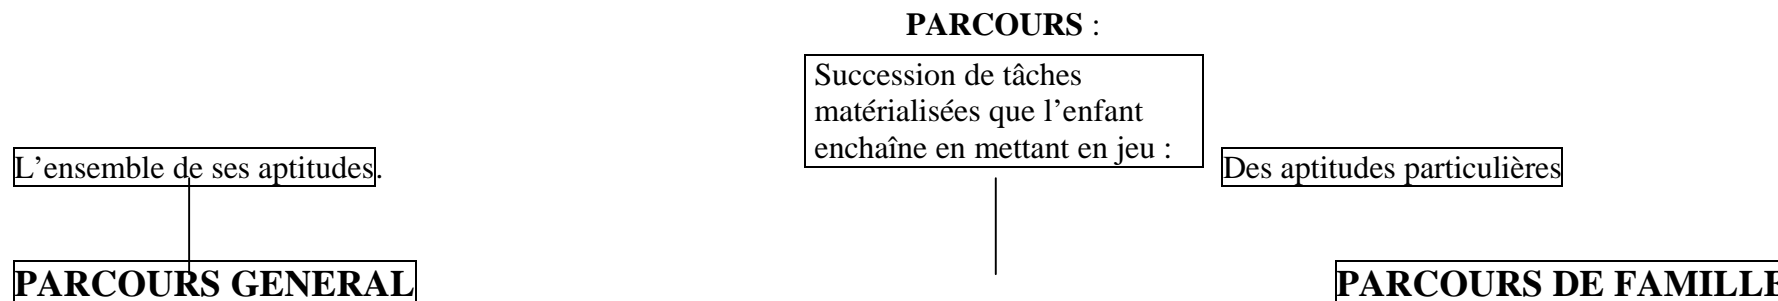 PARCOURS :
Succession de tâches
matérialisées que l’enfant
enchaîne en mettant en jeu :
L’ensemble de ses aptitudes.
Des aptitudes particulières
PARCOURS GENERAL
PARCOURS DE FAMILLE